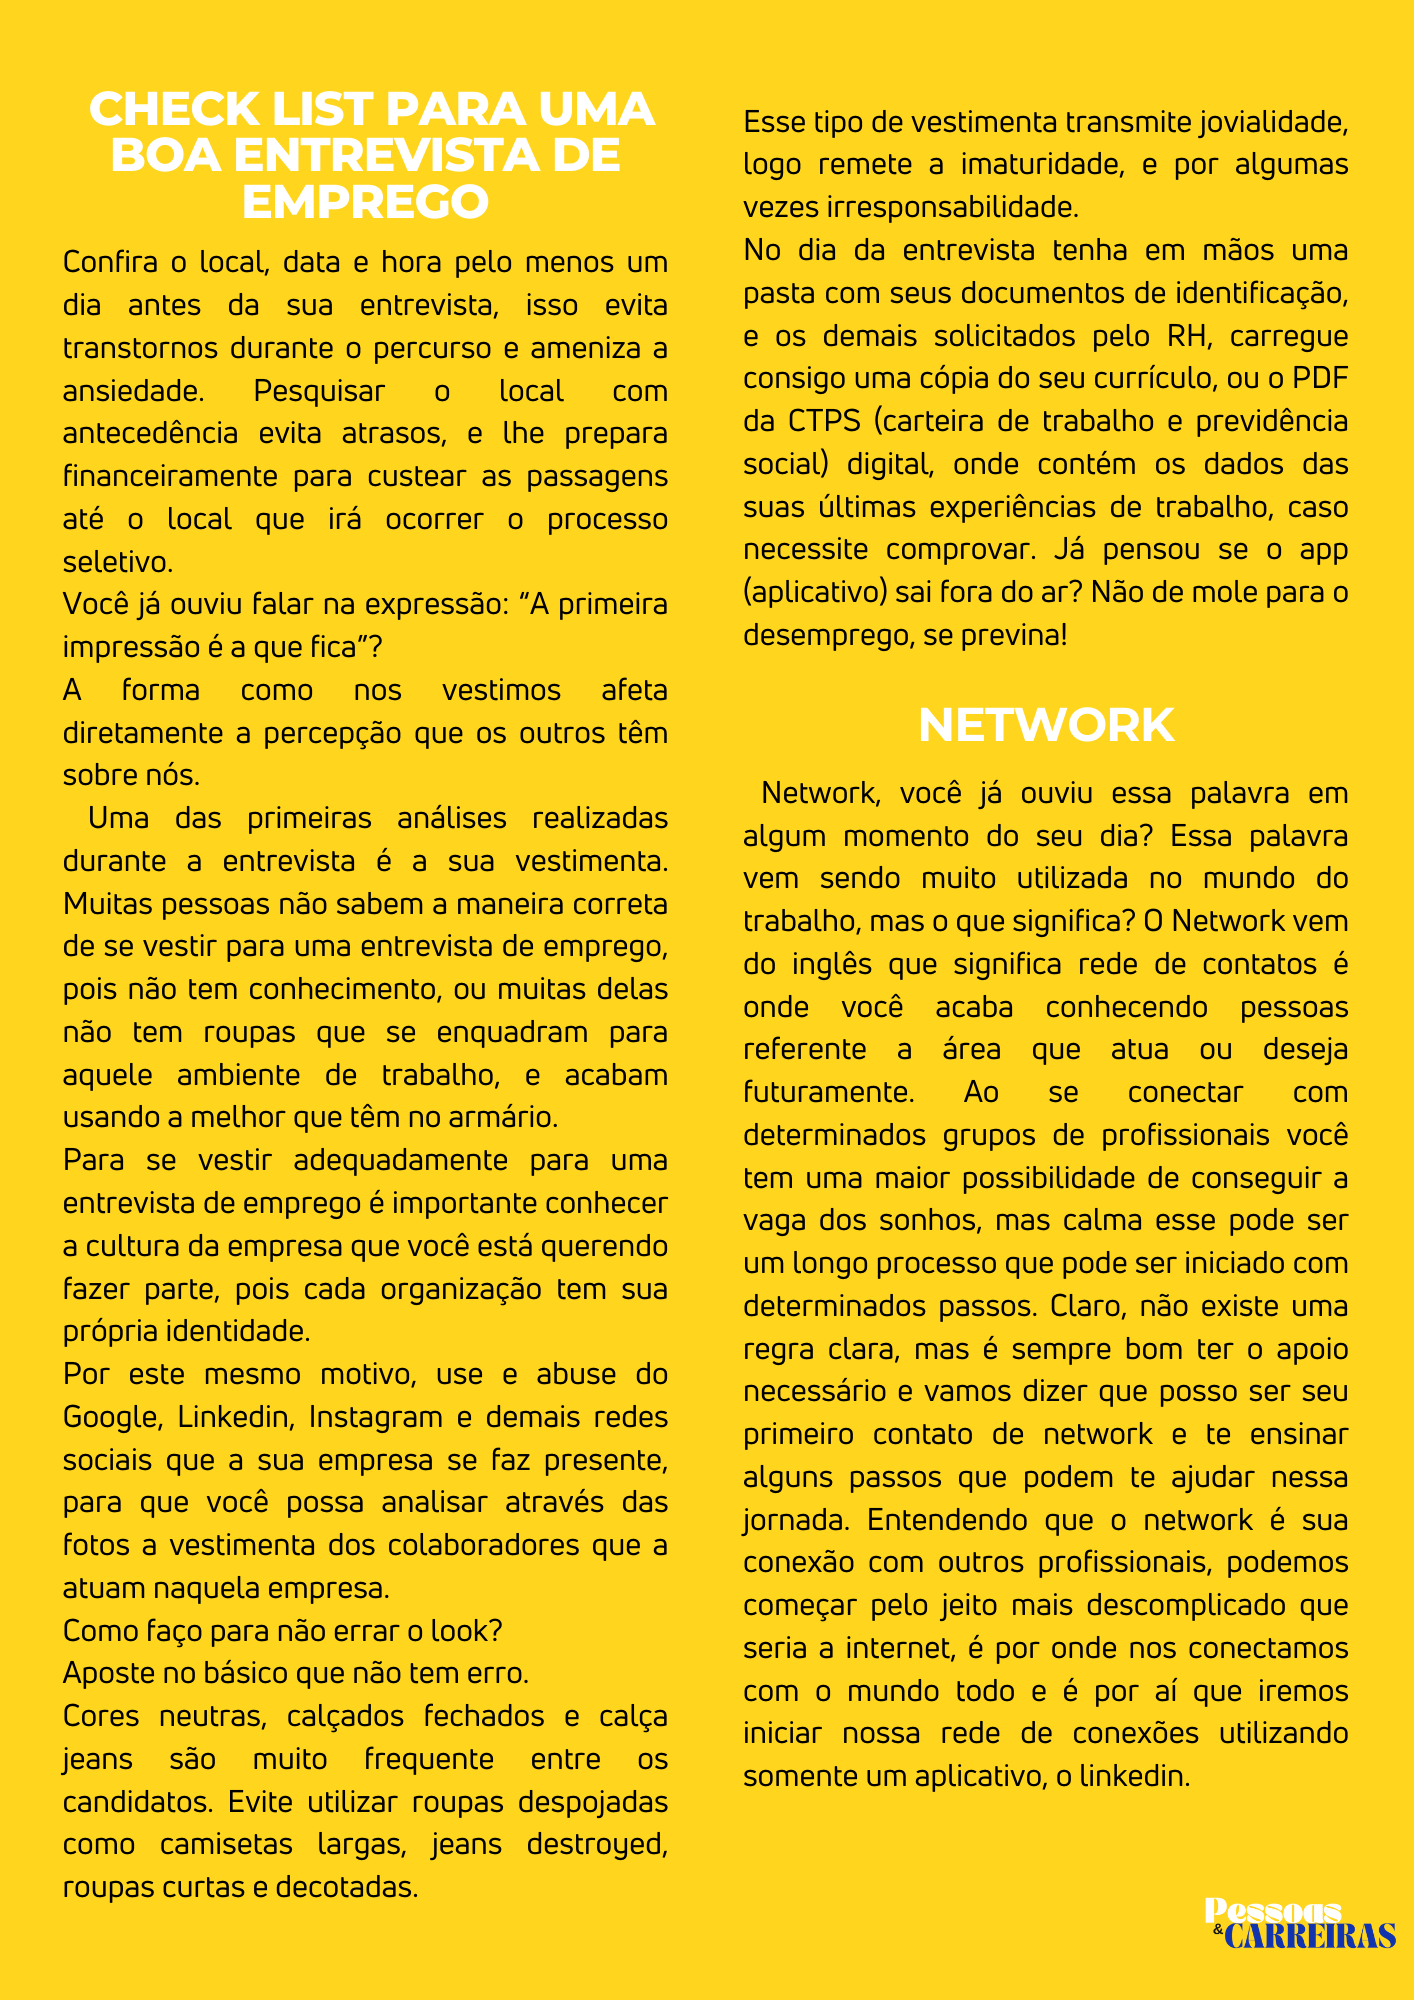 CHECK LIST PARA UMA
BOA ENTREVISTA DE
EMPREGO
Confira o local, data e hora pelo menos um
dia antes da sua entrevista, isso evita
transtornos durante o percurso e ameniza a
ansiedade. Pesquisar o local com
antecedência evita atrasos, e lhe prepara
financeiramente para custear as passagens
até o local que irá ocorrer o processo
seletivo.
Você já ouviu falar na expressão: “A primeira
impressão é a que fica”?
A forma como nos vestimos afeta
diretamente a percepção que os outros têm
sobre nós.
Uma das primeiras análises realizadas
durante a entrevista é a sua vestimenta.
Muitas pessoas não sabem a maneira correta
de se vestir para uma entrevista de emprego,
pois não tem conhecimento, ou muitas delas
não tem roupas que se enquadram para
aquele ambiente de trabalho, e acabam
usando a melhor que têm no armário.
Para se vestir adequadamente para uma
entrevista de emprego é importante conhecer
a cultura da empresa que você está querendo
fazer parte, pois cada organização tem sua
própria identidade.
Por este mesmo motivo, use e abuse do
Google, Linkedin, Instagram e demais redes
sociais que a sua empresa se faz presente,
para que você possa analisar através das
fotos a vestimenta dos colaboradores que a
atuam naquela empresa.
Como faço para não errar o look?
Aposte no básico que não tem erro.
Cores neutras, calçados fechados e calça
jeans são muito frequente entre os
candidatos. Evite utilizar roupas despojadas
como camisetas largas, jeans destroyed,
roupas curtas e decotadas.
Esse tipo de vestimenta transmite jovialidade,
logo remete a imaturidade, e por algumas
vezes irresponsabilidade.
No dia da entrevista tenha em mãos uma
pasta com seus documentos de identificação,
e os demais solicitados pelo RH, carregue
consigo uma cópia do seu currículo, ou o PDF
da CTPS (carteira de trabalho e previdência
social) digital, onde contém os dados das
suas últimas experiências de trabalho, caso
necessite comprovar. Já pensou se o app
(aplicativo) sai fora do ar? Não de mole para o
desemprego, se previna!
NETWORK
Network, você já ouviu essa palavra em
algum momento do seu dia? Essa palavra
vem sendo muito utilizada no mundo do
trabalho, mas o que significa? O Network vem
do inglês que significa rede de contatos é
onde você acaba conhecendo pessoas
referente a área que atua ou deseja
futuramente. Ao se conectar com
determinados grupos de profissionais você
tem uma maior possibilidade de conseguir a
vaga dos sonhos, mas calma esse pode ser
um longo processo que pode ser iniciado com
determinados passos. Claro, não existe uma
regra clara, mas é sempre bom ter o apoio
necessário e vamos dizer que posso ser seu
primeiro contato de network e te ensinar
alguns passos que podem te ajudar nessa
jornada. Entendendo que o network é sua
conexão com outros profissionais, podemos
começar pelo jeito mais descomplicado que
seria a internet, é por onde nos conectamos
com o mundo todo e é por aí que iremos
iniciar nossa rede de conexões utilizando
somente um aplicativo, o linkedin.
Pessoas
&CARREIRAS